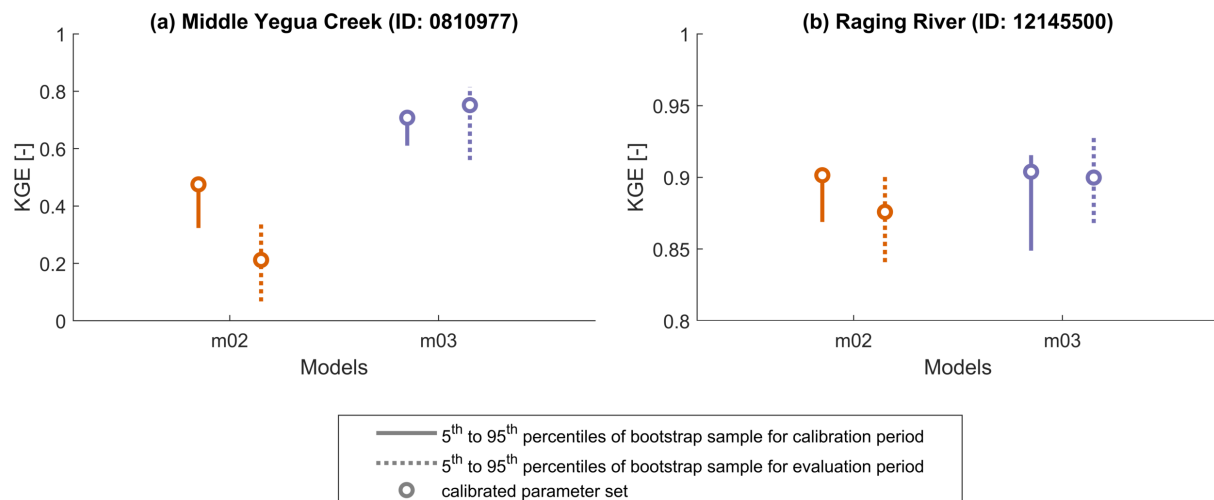 (a) Middle Yegua Creek (ID: 0810977)
1
0.8
0.6
0.4
0.2
0
KGE [-]
m02
m03
Models
(b) Raging River (ID: 12145500)
1
0.95
0.9
0.85
0.8
KGE [-]
m02
m03
Models
5th to 95th percentiles of bootstrap sample for calibration period
5th to 95th percentiles of bootstrap sample for evaluation period
calibrated parameter set